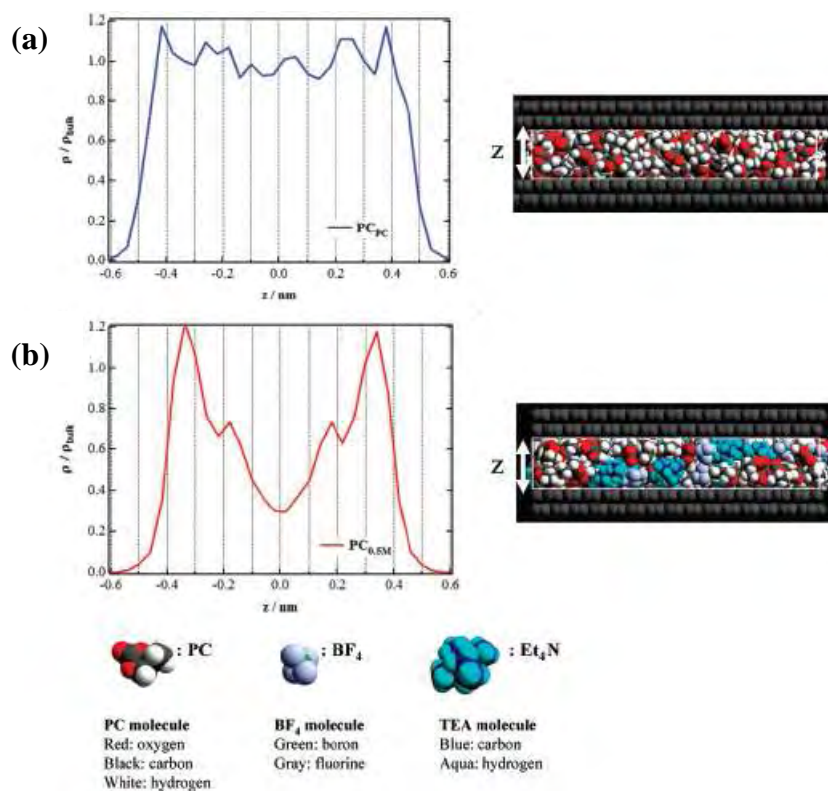 (a)
1.2
1.0
0.8
0.6
0.4
0.2
0.0
ρ / ρbulk
PCPC
-0.6 -0.4 -0.2 0.0 0.2 0.4 0.6
z / nm
Z
(b)
1.2
1.0
0.8
0.6
0.4
0.2
0.0
ρ / ρbulk
PC0.5M
-0.6 -0.4 -0.2 0.0 0.2 0.4 0.6
z / nm
Z
: PC
: BF4
: Et4N
PC molecule
Red: oxygen
Black: carbon
White: hydrogen
BF4 molecule
Green: boron
Gray: fluorine
TEA molecule
Blue: carbon
Aqua: hydrogen